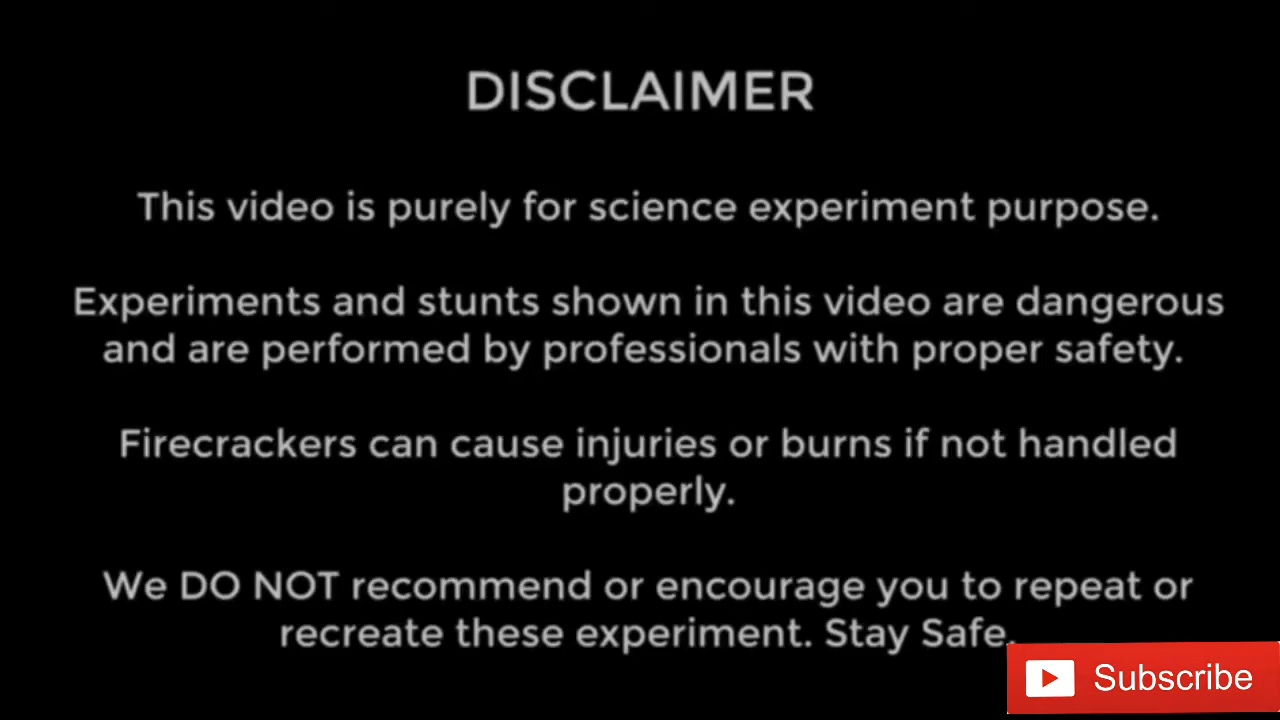 DISCLAIMER
This video is purely for science experiment purpose.
Experiments and stunts shown in this video are dangerous
and are performed by professionals with proper safety.
Firecrackers can cause injuries or burns if not handled
properly.
We DO NOT recommend or encourage you to repeat or
recreate these experiment. Stay Safe.
Subscribe